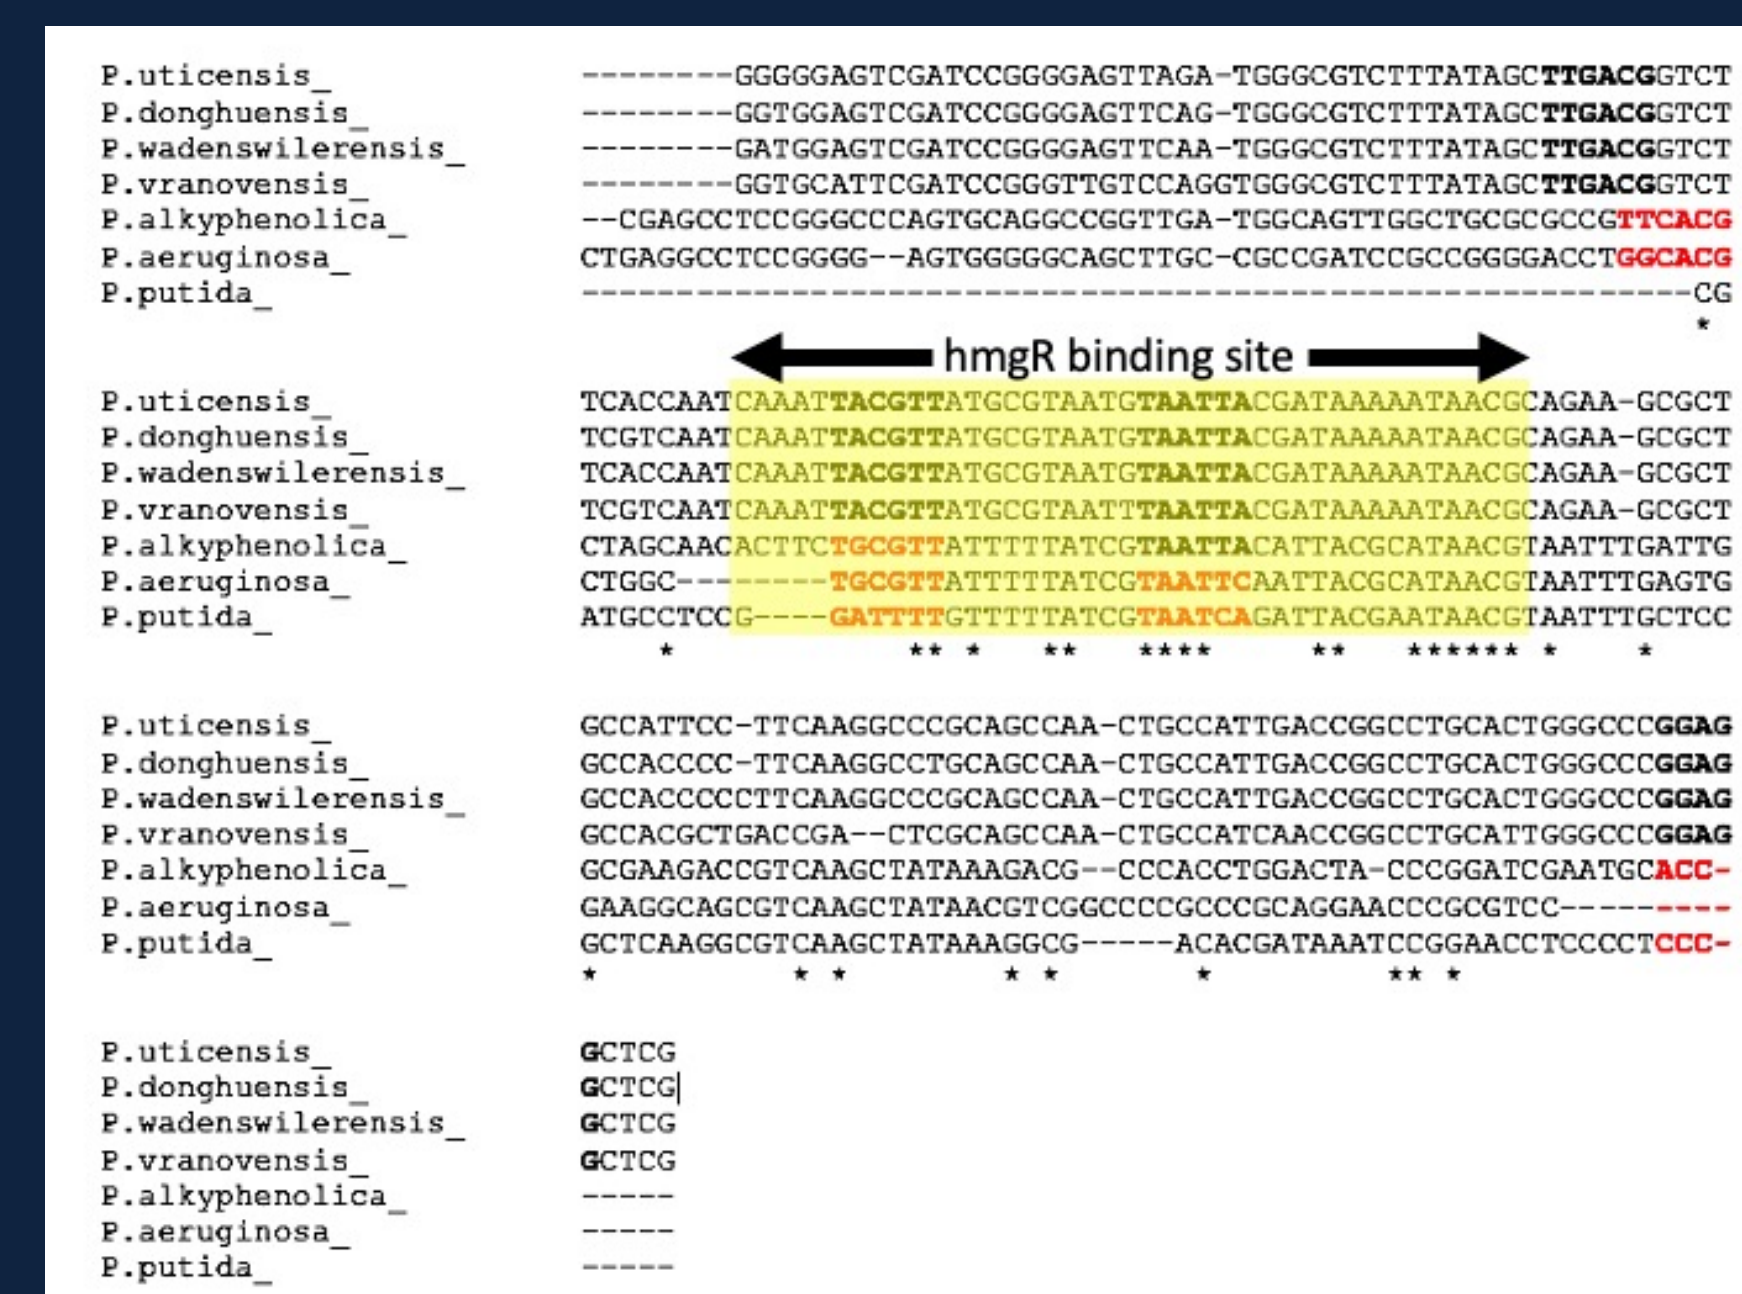 P.uticensis_ --------GGGGGAGTCGATCCGGGGAGTTAGA-TGGGCGTCTTTATAGCTTGACGGTCT
P.donghuensis_ --------GGTGGAGTCGATCCGGGGAGTTCAG-TGGGCGTCTTTATAGCTTGACGGTCT
P.wadenswilerensis_ --------GATGGAGTCGATCCGGGGAGTTCAA-TGGGCGTCTTTATAGCTTGACGGTCT
P.vranovensis_ --------GGTGCATTCGATCCGGGTTGTCCAGGTGGGCGTCTTTATAGCTTGACGGTCT
P.alkyphenolica_ --CGAGCCTCCGGGCCCAGTGCAGGCCGGTTGA-TGGCAGTTGGCTGCGCGCCGTTCACG
P.aeruginosa_ CTGAGGCCTCCGGGG--AGTGGGGGCAGCTTGC-CGCCGATCCGCCGGGGACCTGGCACG
P.putida_ ----------------------------------------------------------CG
*
hmgR binding site
P.uticensis_ TCACCAATCAAATTACGTTATGCGTAATGTAATTACGATAAAAATAACGCAGAA-GCGCT
P.donghuensis_ TCGTCAATCAAATTACGTTATGCGTAATGTAATTACGATAAAAATAACGCAGAA-GCGCT
P.wadenswilerensis_ TCACCAATCAAATTACGTTATGCGTAATGTAATTACGATAAAAATAACGCAGAA-GCGCT
P.vranovensis_ TCGTCAATCAAATTACGTTATGCGTAATTTAATTACGATAAAAATAACGCAGAA-GCGCT
P.alkyphenolica_ CTAGCAACACTTCTGCGTTATTTTTATCGTAATTACATTACGCATAACGTAATTTGATTG
P.aeruginosa_ CTGGC--------TGCGTTATTTTTATCGTAATTCAATTACGCATAACGTAATTTGAGTG
P.putida_ ATGCCTCCG----GATTTTGTTTTTATCGTAATCAGATTACGAATAACGTAATTTGCTCC
* ** * ** **** ** ****** * *
P.uticensis_ GCCATTCC-TTCAAGGCCCGCAGCCAA-CTGCCATTGACCGGCCTGCACTGGGCCCGGAG
P.donghuensis_ GCCACCCC-TTCAAGGCCTGCAGCCAA-CTGCCATTGACCGGCCTGCACTGGGCCCGGAG
P.wadenswilerensis_ GCCACCCCCTTCAAGGCCCGCAGCCAA-CTGCCATTGACCGGCCTGCACTGGGCCCGGAG
P.vranovensis_ GCCACGCTGACCGA--CTCGCAGCCAA-CTGCCATCAACCGGCCTGCATTGGGCCCGGAG
P.alkyphenolica_ GCGAAGACCGTCAAGCTATAAAGACG--CCCACCTGGACTA-CCCGGATCGAATGCACC-
P.aeruginosa_ GAAGGCAGCGTCAAGCTATAACGTCGGCCCCGCCCGCAGGAACCCGCGTCC---------
P.putida_ GCTCAAGGCGTCAAGCTATAAAGGCG-----ACACGATAAATCCGGAACCTCCCCTCCC-
* * * * * * ** *
P.uticensis_ GCTCG
P.donghuensis_ GCTCG
P.wadenswilerensis_ GCTCG
P.vranovensis_ GCTCG
P.alkyphenolica_ -----
P.aeruginosa_ -----
P.putida_ -----